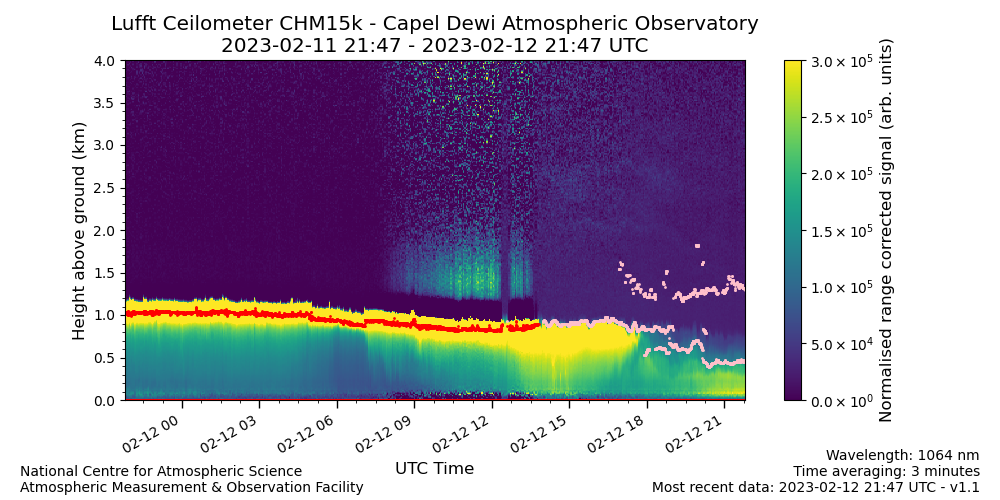 Lufft Ceilometer CHM15k - Capel Dewi Atmospheric Observatory
2023-02-11 21:47 - 2023-02-12 21:47 UTC
Height above ground (km)
4.0
3.5
3.0
2.5
2.0
1.5
1.0
0.5
0.0
02-12 00
02-12 03
02-12 06
02-12 09
02-12 12
02-12 15
02-12 18
02-12 21
UTC Time
3.0 × 10⁵
2.5 × 10⁵
2.0 × 10⁵
1.5 × 10⁵
1.0 × 10⁵
5.0 × 10⁴
0.0 × 10⁰
Normalised range corrected signal (arb. units)
National Centre for Atmospheric Science
Atmospheric Measurement & Observation Facility
Wavelength: 1064 nm
Time averaging: 3 minutes
Most recent data: 2023-02-12 21:47 UTC - v1.1